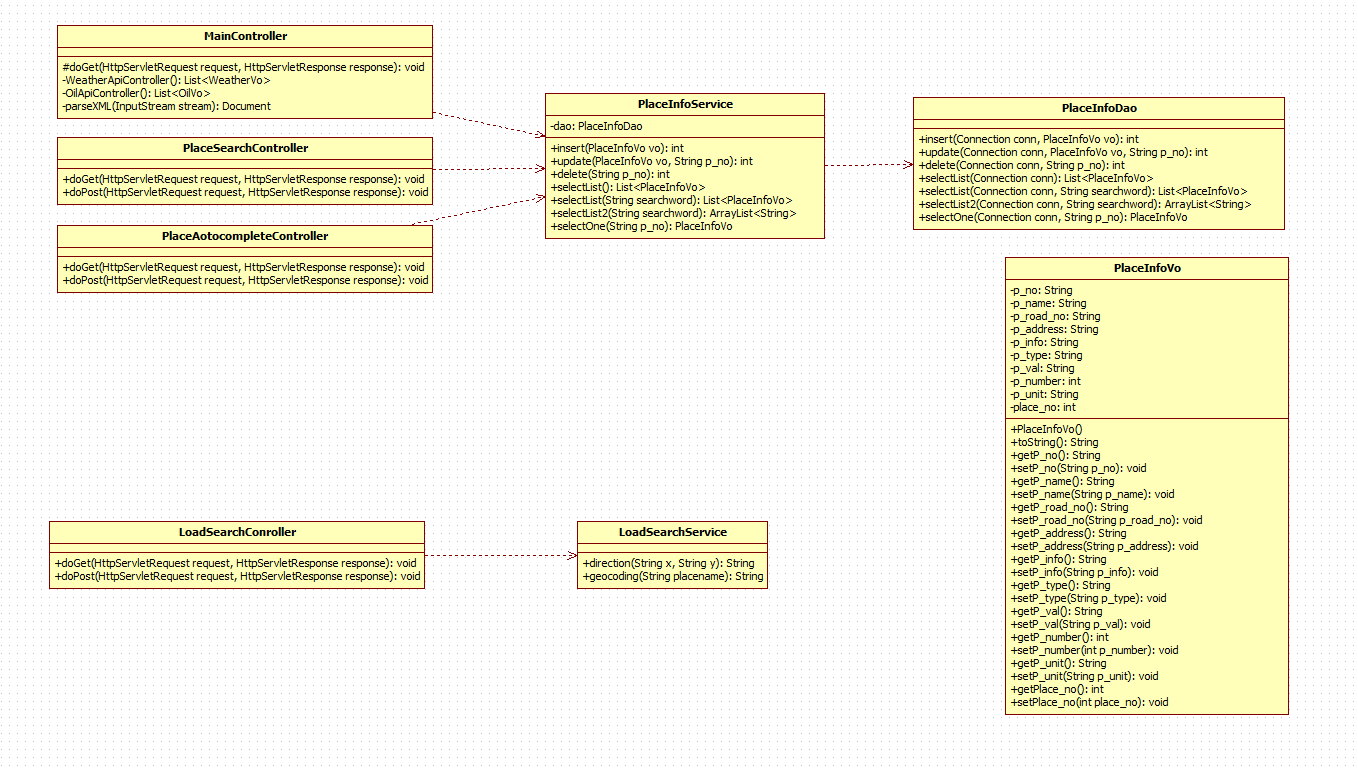 MainController
#doGet(HttpServletRequest request, HttpServletResponse response): void
-WeatherApiController(): List<WeatherVo>
-OilApiController(): List<OilVo>
-parseXML(InputStream stream): Document
PlaceSearchController
+doGet(HttpServletRequest request, HttpServletResponse response): void
+doPost(HttpServletRequest request, HttpServletResponse response): void
PlaceAotocompleteController
+doGet(HttpServletRequest request, HttpServletResponse response): void
+doPost(HttpServletRequest request, HttpServletResponse response): void
PlaceInfoService
-dao: PlaceInfoDao
+insert(PlaceInfoVo vo): int
+update(PlaceInfoVo vo, String p_no): int
+delete(String p_no): int
+selectList(): List<PlaceInfoVo>
+selectList(String searchword): List<PlaceInfoVo>
+selectList2(String searchword): ArrayList<String>
+selectOne(String p_no): PlaceInfoVo
PlaceInfoDao
+insert(Connection conn, PlaceInfoVo vo): int
+update(Connection conn, PlaceInfoVo vo, String p_no): int
+delete(Connection conn, String p_no): int
+selectList(Connection conn): List<PlaceInfoVo>
+selectList(Connection conn, String searchword): List<PlaceInfoVo>
+selectList2(Connection conn, String searchword): ArrayList<String>
+selectOne(Connection conn, String p_no): PlaceInfoVo
PlaceInfoVo
-p_no: String
-p_name: String
-p_road_no: String
-p_address: String
-p_info: String
-p_type: String
-p_val: String
-p_number: int
-p_unit: String
-place_no: int
+PlaceInfoVo()
+toString(): String
+getP_no(): String
+setP_no(String p_no): void
+getP_name(): String
+setP_name(String p_name): void
+getP_road_no(): String
+setP_road_no(String p_road_no): void
+getP_address(): String
+setP_address(String p_address): void
+getP_info(): String
+setP_info(String p_info): void
+getP_type(): String
+setP_type(String p_type): void
+getP_val(): String
+setP_val(String p_val): void
+getP_number(): int
+setP_number(int p_number): void
+getP_unit(): String
+setP_unit(String p_unit): void
+getPlace_no(): int
+setPlace_no(int place_no): void
LoadSearchConroller
+doGet(HttpServletRequest request, HttpServletResponse response): void
+doPost(HttpServletRequest request, HttpServletResponse response): void
LoadSearchService
+direction(String x, String y): String
+geocoding(String placename): String